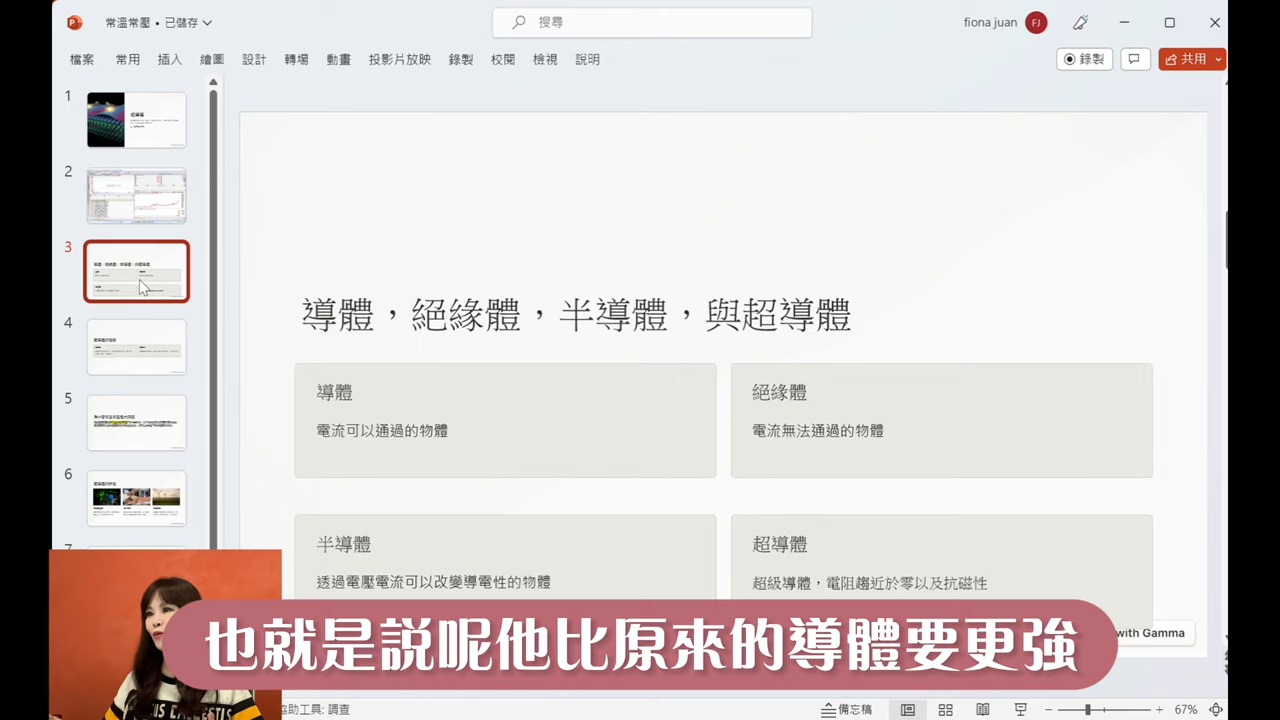 常溫常壓 • 已儲存
搜尋
fiona juan
FJ
檔案 常用 插入 繪圖 設計 轉場 動畫 投影片放映 錄製 校閱 檢視 說明
錄製
共用
1
2
3
4
5
6
7
導體，絕緣體，半導體，與超導體
導體
電流可以通過的物體
絕緣體
電流無法通過的物體
半導體
透過電壓電流可以改變導電性的物體
超導體
超級導體，電阻趨近於零以及抗磁性
with Gamma
也就是說呢他比原來的導體要更強
協助工具: 調查
備忘稿
67%